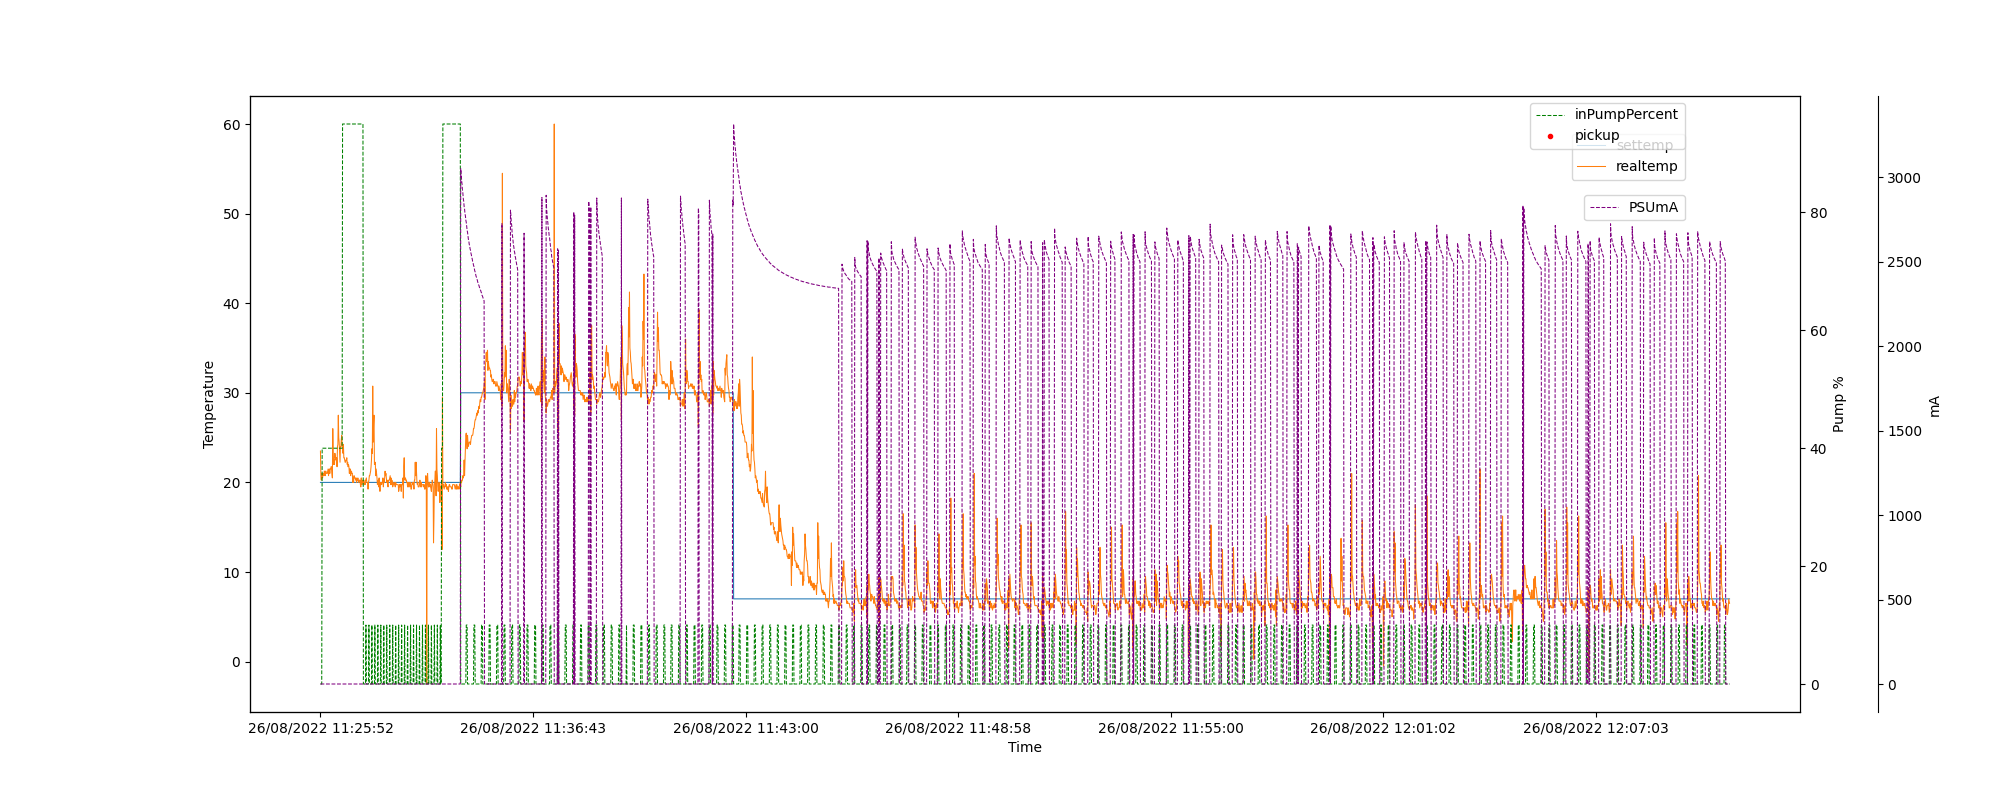 60
50
40
30
20
10
0
Temperature
inPumpPercent
pickup
settemp
realtemp
PSUmA
80
60
40
20
0
Pump %
3000
2500
2000
1500
1000
500
0
mA
26/08/2022 11:25:52
26/08/2022 11:36:43
26/08/2022 11:43:00
26/08/2022 11:48:58
26/08/2022 11:55:00
26/08/2022 12:01:02
26/08/2022 12:07:03
Time